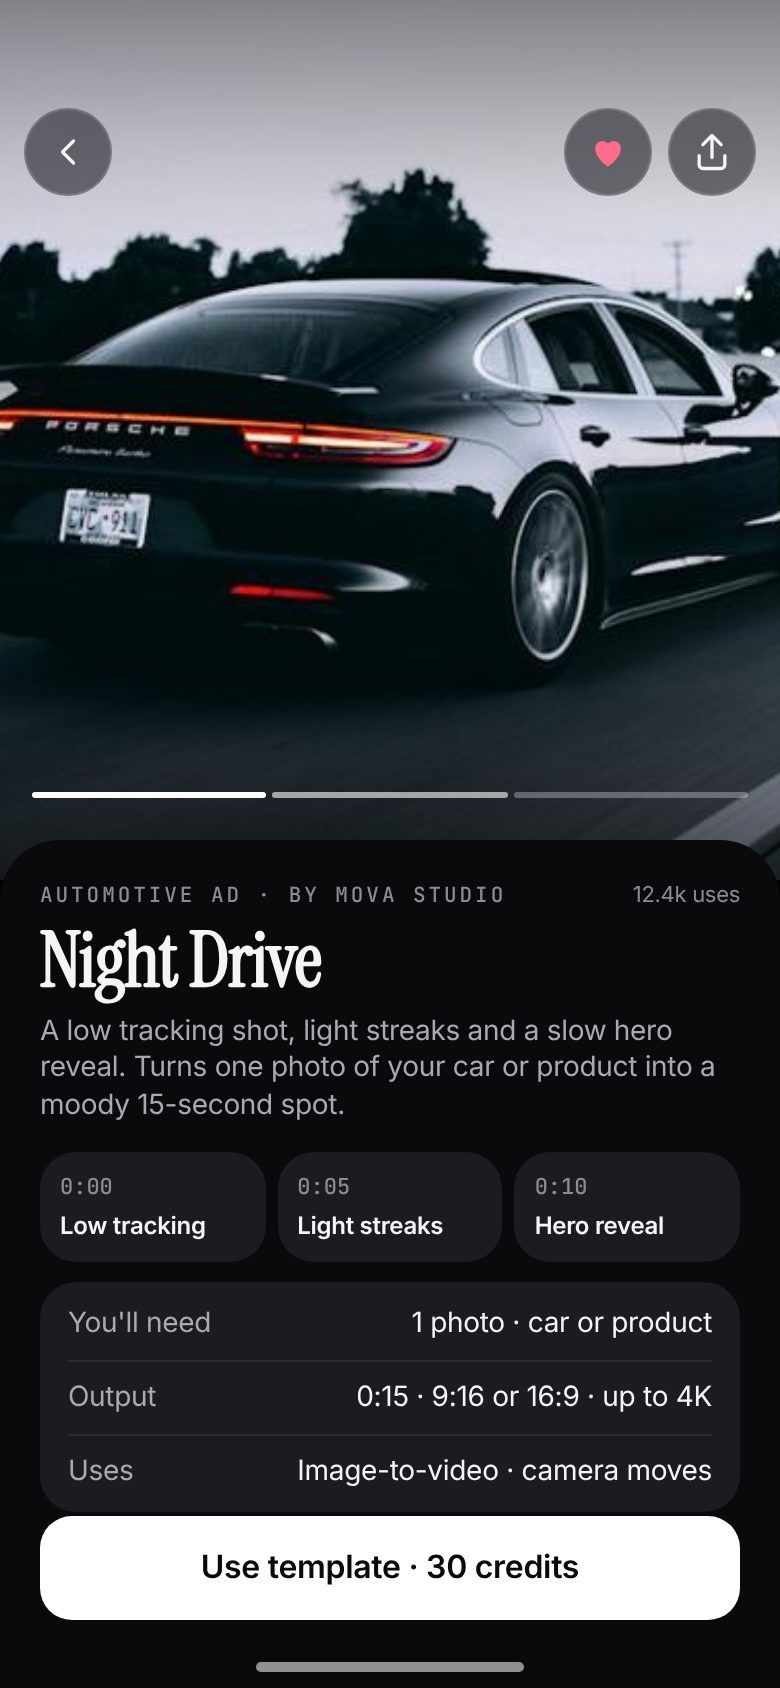 PORSCHE
AUTOMOTIVE AD · BY MOVA STUDIO
12.4k uses
Night Drive
A low tracking shot, light streaks and a slow hero
reveal. Turns one photo of your car or product into a
moody 15-second spot.
0:00
Low tracking
0:05
Light streaks
0:10
Hero reveal
You'll need
1 photo · car or product
Output
0:15 · 9:16 or 16:9 · up to 4K
Uses
Image-to-video · camera moves
Use template · 30 credits